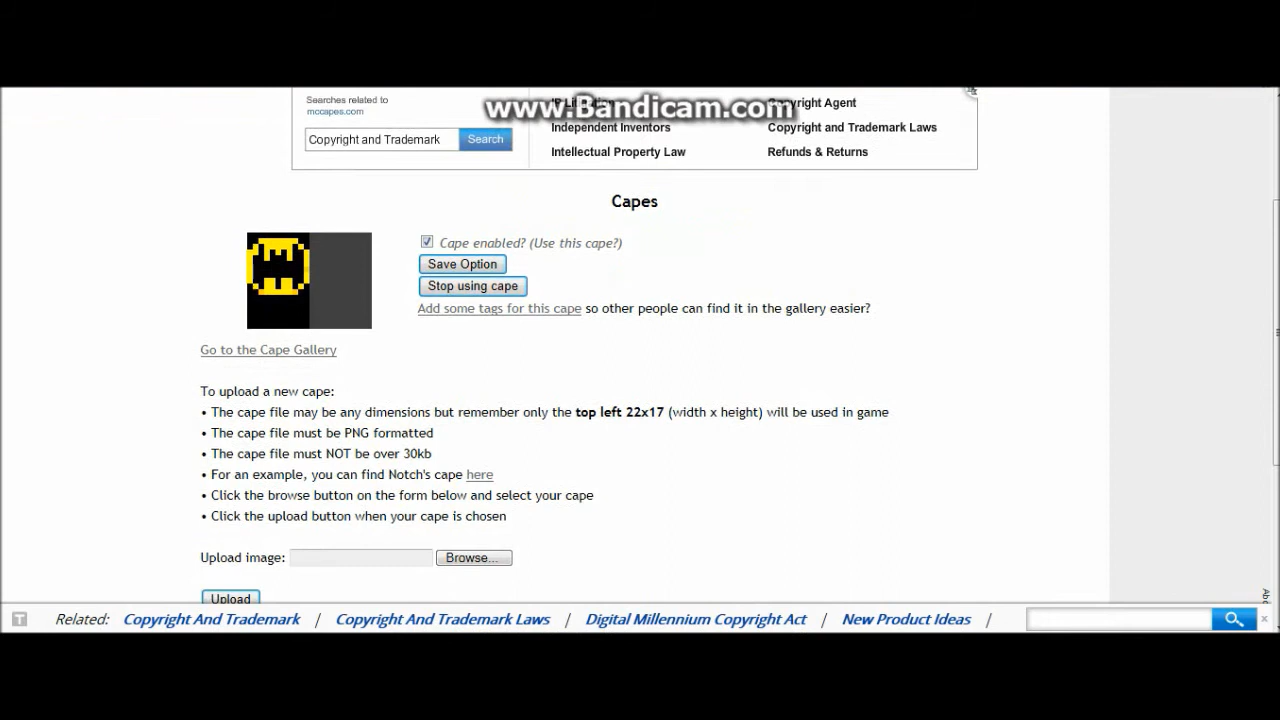 www.Bandicam.com
Searches related to
mccapes.com
Copyright and Trademark
Search
Copyright Agent
Independent Inventors
Copyright and Trademark Laws
Intellectual Property Law
Refunds & Returns
Capes
Cape enabled? (Use this cape?)
Save Option
Stop using cape
Add some tags for this cape so other people can find it in the gallery easier?
Go to the Cape Gallery
To upload a new cape:
• The cape file may be any dimensions but remember only the top left 22x17 (width x height) will be used in game
• The cape file must be PNG formatted
• The cape file must NOT be over 30kb
• For an example, you can find Notch's cape here
• Click the browse button on the form below and select your cape
• Click the upload button when your cape is chosen
Upload image: Browse...
Upload
Related: Copyright And Trademark / Copyright And Trademark Laws / Digital Millennium Copyright Act / New Product Ideas /